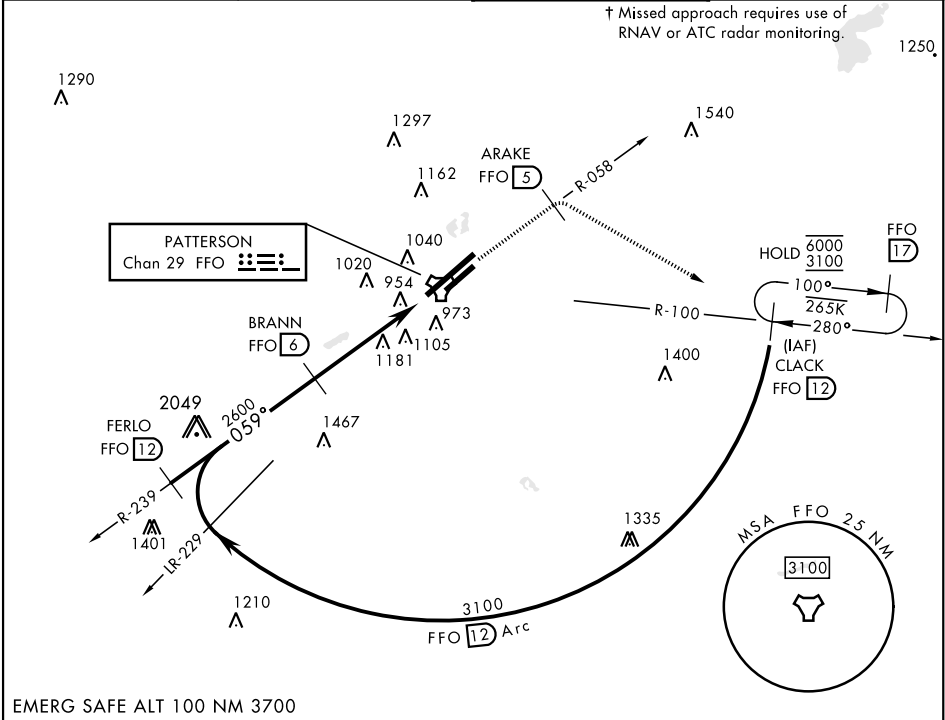 † Missed approach requires use of
RNAV or ATC radar monitoring.
1250
1290
1297
1540
ARAKE
FFO 5
R-058
1162
PATTERSON
Chan 29 FFO
1040
1020
954
973
HOLD 6000
3100
FFO
17
100°
265K
280°
R-100
(IAF)
CLACK
FFO 12
BRANN
FFO 6
1105
1181
1400
2049
2600
059°
1467
FERLO
FFO 12
R-239
1401
LR-229
1335
1210
3100
FFO 12 Arc
MSA FFO 25 NM
3100
EMERG SAFE ALT 100 NM 3700